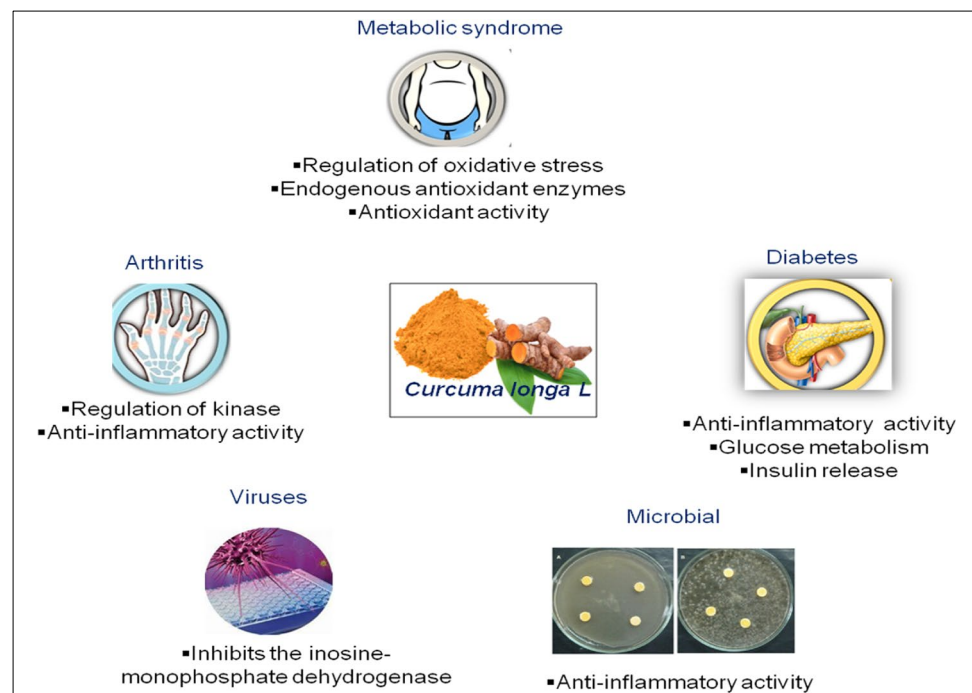 Metabolic syndrome
▪Regulation of oxidative stress
▪Endogenous antioxidant enzymes
▪Antioxidant activity
Arthritis
▪Regulation of kinase
▪Anti-inflammatory activity
Curcuma longa L
Diabetes
▪Anti-inflammatory activity
▪Glucose metabolism
▪Insulin release
Viruses
▪Inhibits the inosine-
monophosphate dehydrogenase
Microbial
▪Anti-inflammatory activity